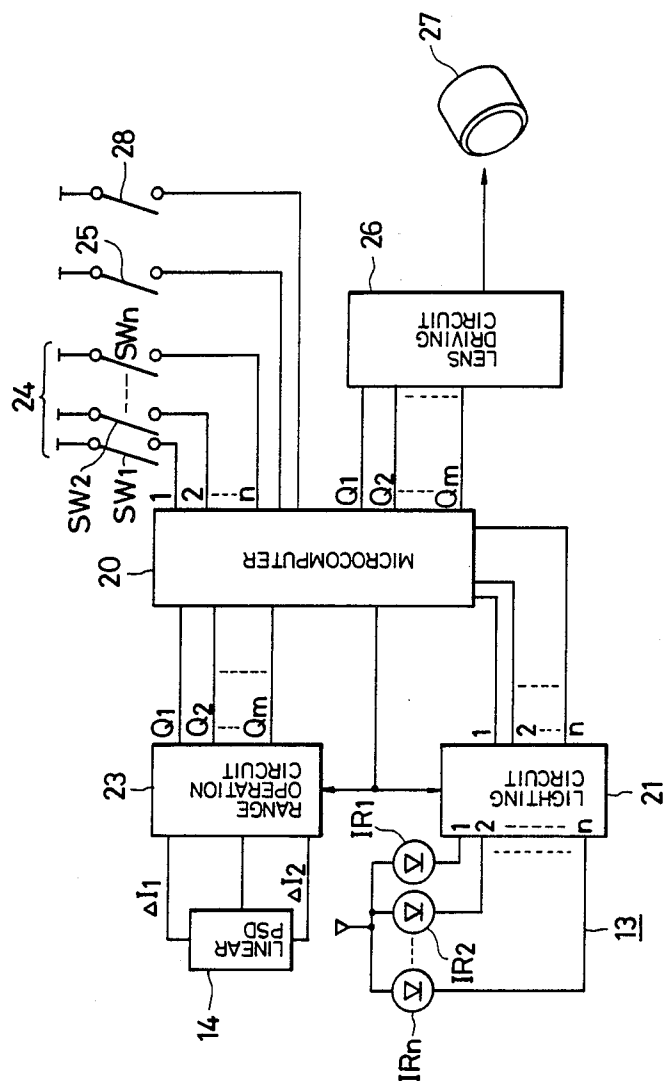 24
SW2
SW1
SWn
25
28
27
1
2
n
20
MICROCOMPUTER
Q1
Q2
Qm
26
LENS
DRIVING
CIRCUIT
Q1
Q2
Qm
23
RANGE
OPERATION
CIRCUIT
ΔI1
ΔI2
LINEAR
PSD
14
1
2
n
LIGHTING
CIRCUIT
21
1
2
n
IR1
IR2
IRn
13